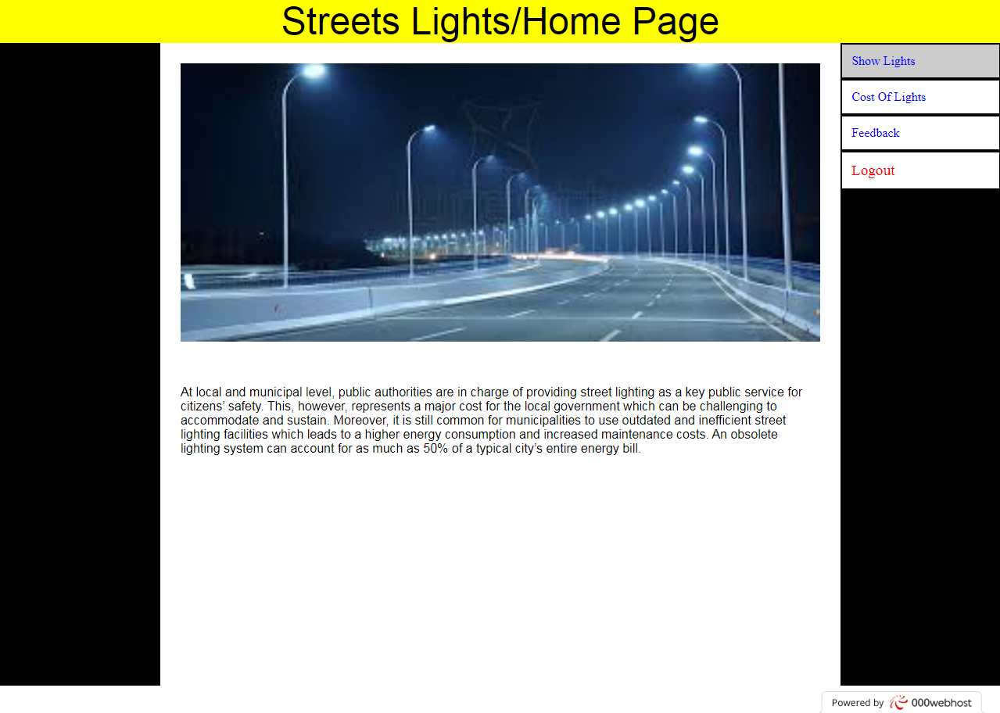 Streets Lights/Home Page
Show Lights
Cost Of Lights
Feedback
Logout
At local and municipal level, public authorities are in charge of providing street lighting as a key public service for
citizens’ safety. This, however, represents a major cost for the local government which can be challenging to
accommodate and sustain. Moreover, it is still common for municipalities to use outdated and inefficient street
lighting facilities which leads to a higher energy consumption and increased maintenance costs. An obsolete
lighting system can account for as much as 50% of a typical city’s entire energy bill.
Powered by 000webhost